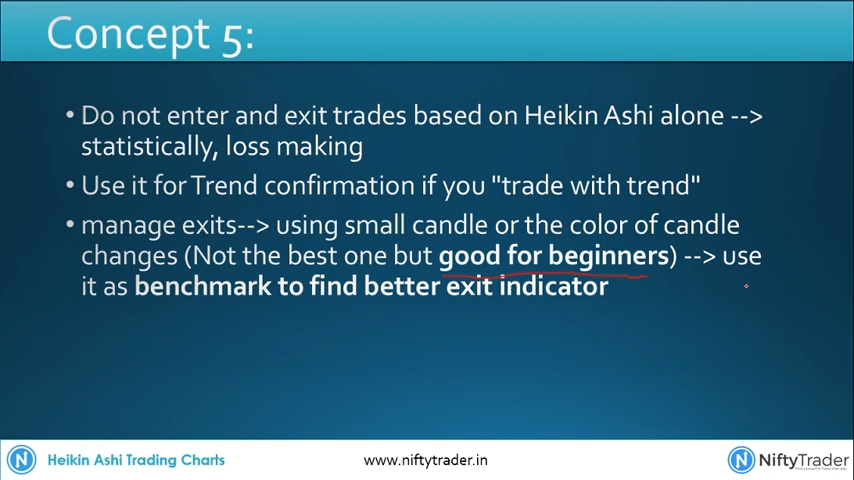 Concept 5:
• Do not enter and exit trades based on Heikin Ashi alone -->
statistically, loss making
• Use it for Trend confirmation if you "trade with trend"
• manage exits--> using small candle or the color of candle
changes (Not the best one but good for beginners) --> use
it as benchmark to find better exit indicator
N Heikin Ashi Trading Charts
www.niftytrader.in
N NiftyTrader